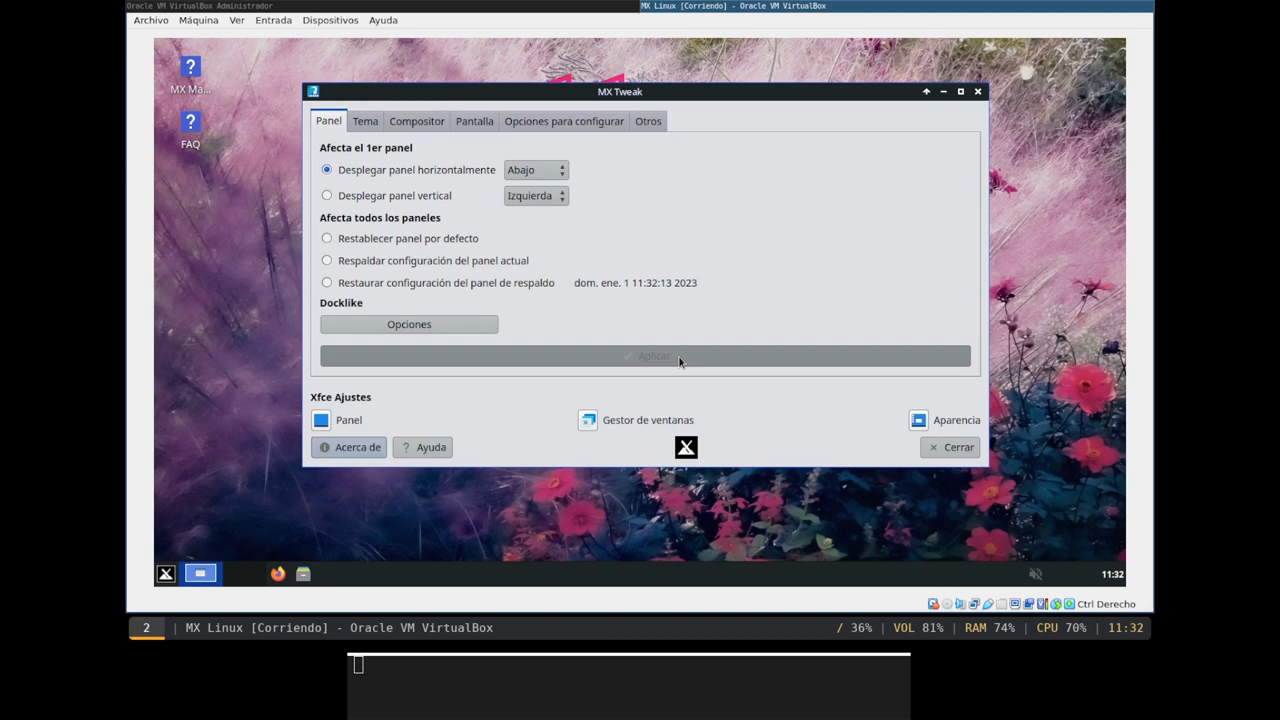 Oracle VM VirtualBox Administrador
MX Linux [Corriendo] - Oracle VM VirtualBox
Archivo Máquina Ver Entrada Dispositivos Ayuda
MX Ma...
FAQ
MX Tweak
Panel Tema Compositor Pantalla Opciones para configurar Otros
Afecta el 1er panel
Desplegar panel horizontalmente Abajo
Desplegar panel vertical Izquierda
Afecta todos los paneles
Restablecer panel por defecto
Respaldar configuración del panel actual
Restaurar configuración del panel de respaldo dom. ene. 1 11:32:13 2023
Docklike
Opciones
Aplicar
Xfce Ajustes
Panel Gestor de ventanas Aparencia
Acerca de ? Ayuda Cerrar
11:32
Ctrl Derecho
2 | MX Linux [Corriendo] - Oracle VM VirtualBox / 36% | VOL 81% | RAM 74% | CPU 70% | 11:32